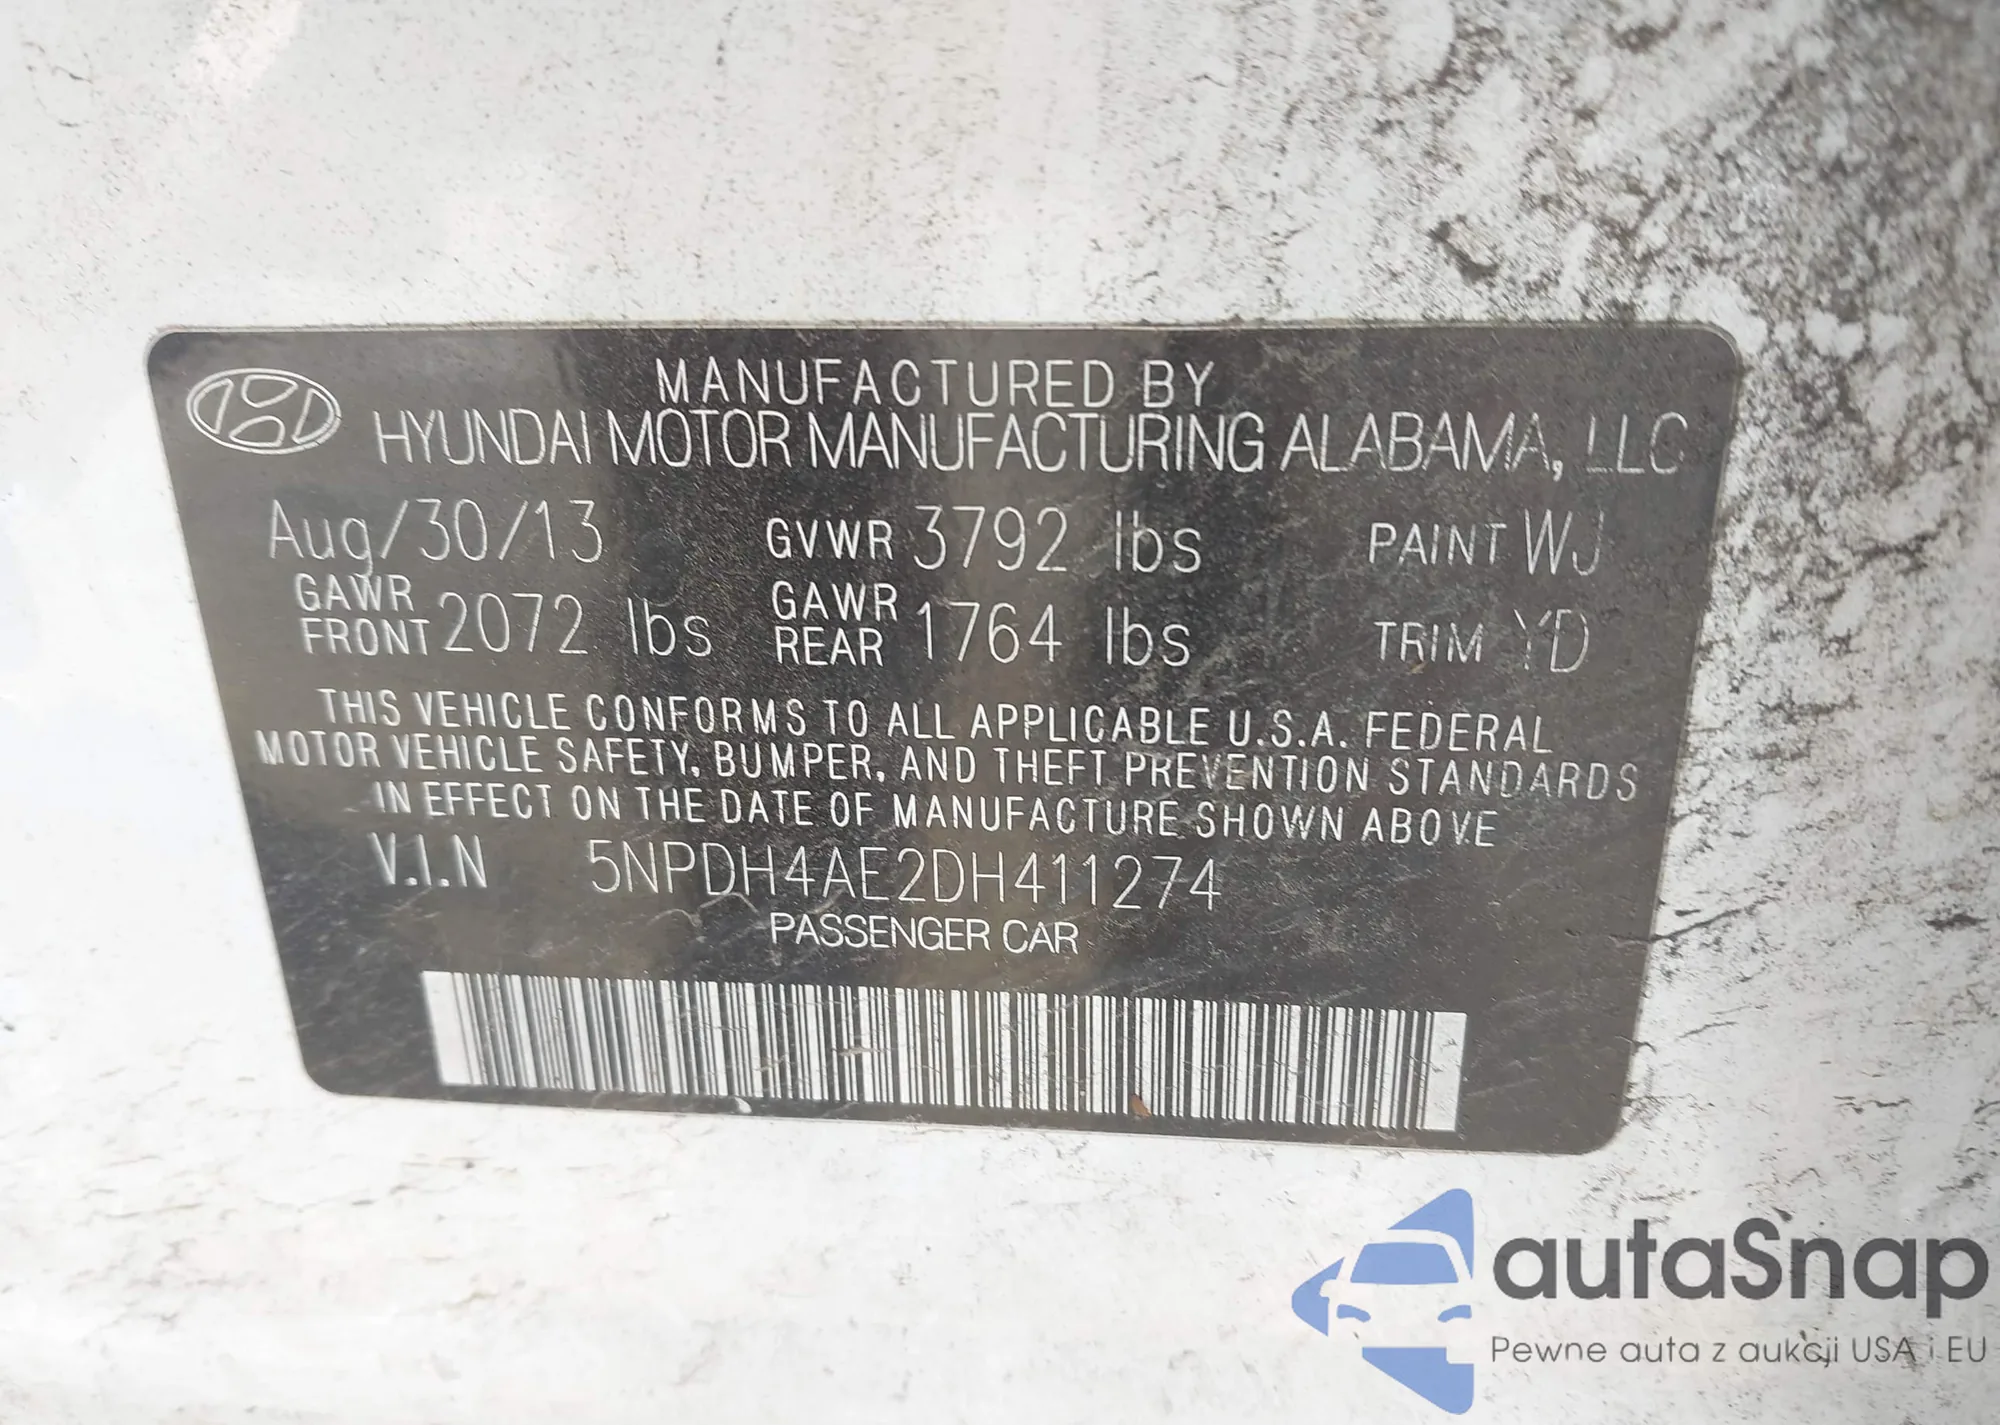 MANUFACTURED BY
HYUNDAI MOTOR MANUFACTURING ALABAMA, LLC
Aug/30/13 GVWR 3792 lbs PAINT WJ
GAWR FRONT 2072 lbs GAWR REAR 1764 lbs TRIM YD
THIS VEHICLE CONFORMS TO ALL APPLICABLE U.S.A. FEDERAL
MOTOR VEHICLE SAFETY, BUMPER, AND THEFT PREVENTION STANDARDS
IN EFFECT ON THE DATE OF MANUFACTURE SHOWN ABOVE
V.I.N 5NPDH4AE2DH411274
PASSENGER CAR
autaSnap
Pewne auta z aukcji USA i EU